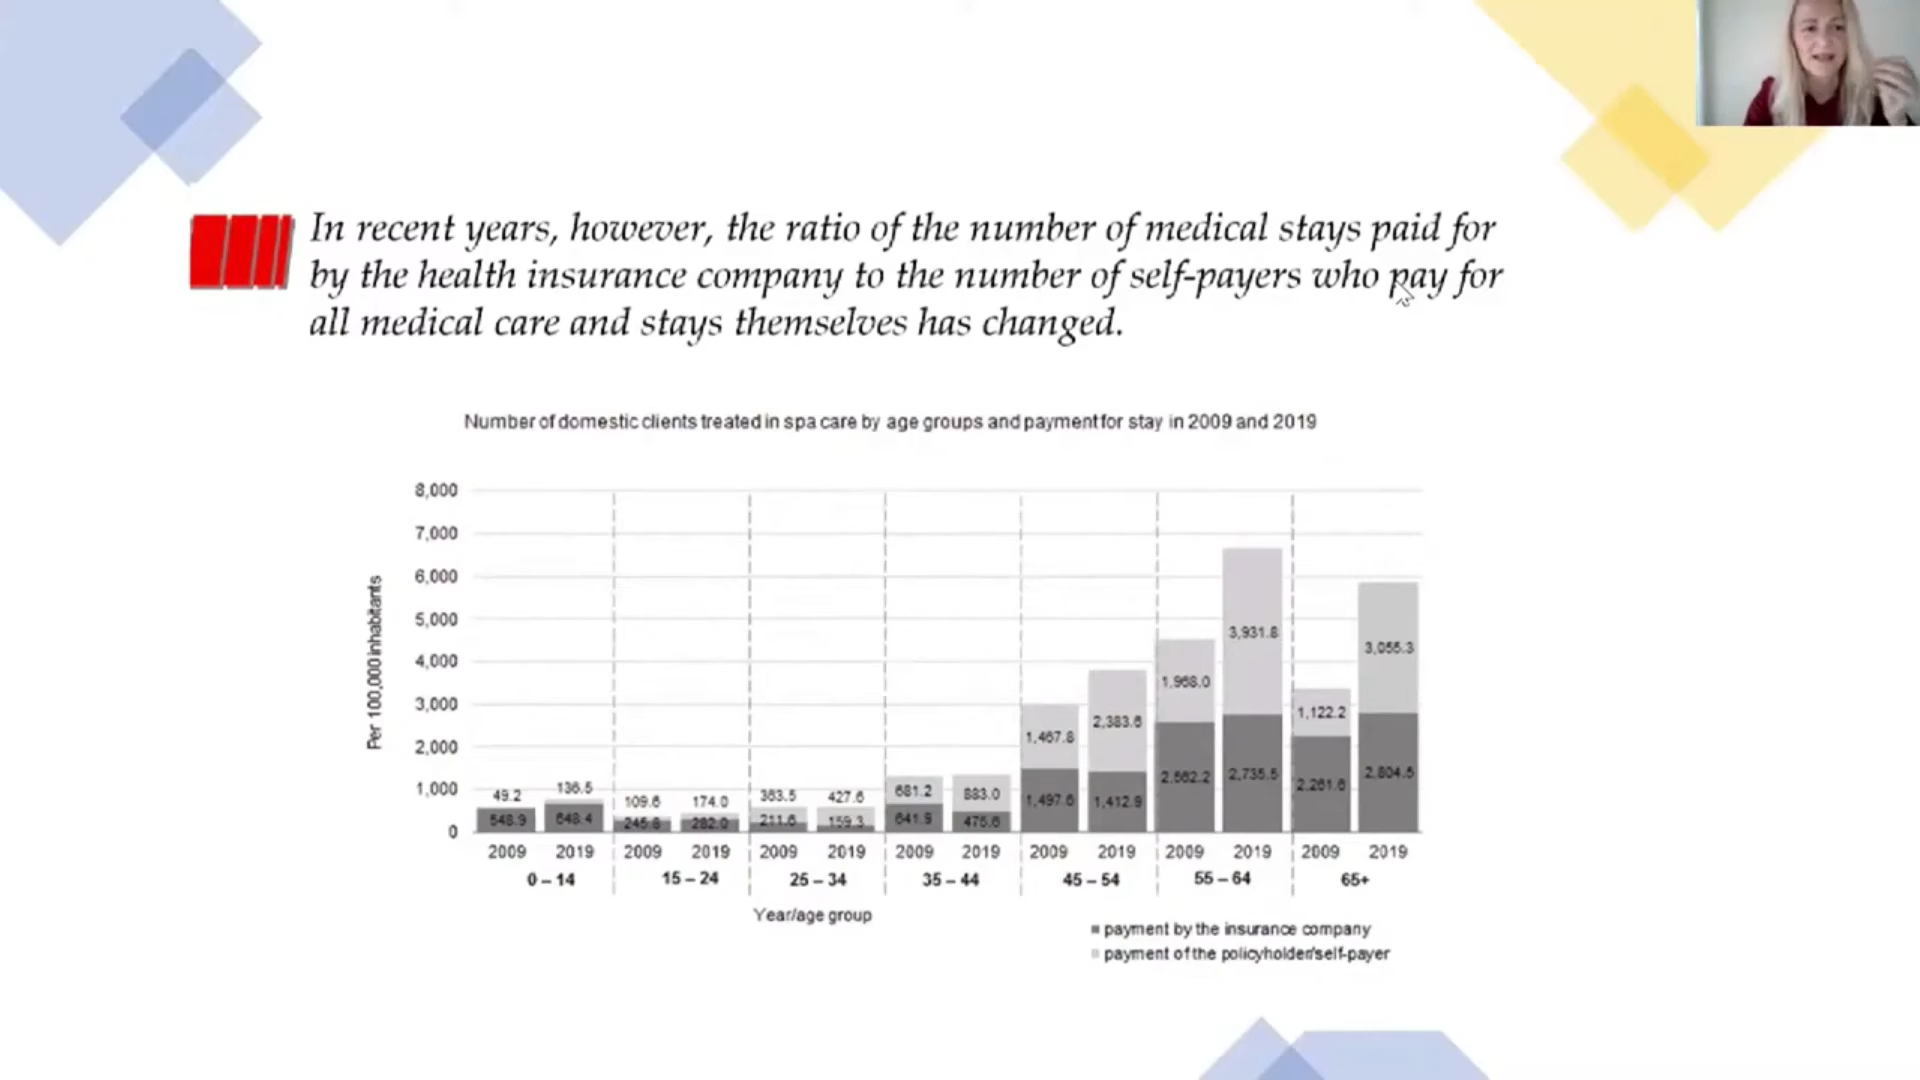 In recent years, however, the ratio of the number of medical stays paid for
by the health insurance company to the number of self-payers who pay for
all medical care and stays themselves has changed.
Number of domestic clients treated in spa care by age groups and payment for stay in 2009 and 2019
Per 100,000 inhabitants
8,000
7,000
6,000
5,000
4,000
3,000
2,000
1,000
0
49.2 136.5 109.6 174.0 363.5 427.6 681.2 883.0 1,467.8 2,383.6 1,968.0 3,931.8 1,122.2 3,055.3
548.9 648.4 245.8 282.0 211.6 159.3 641.9 475.6 1,497.6 1,412.9 2,562.2 2,735.5 2,261.6 2,804.5
2009 2019 2009 2019 2009 2019 2009 2019 2009 2019 2009 2019 2009 2019
0 – 14 15 – 24 25 – 34 35 – 44 45 – 54 55 – 64 65+
Year/age group
payment by the insurance company
payment of the policyholder/self-payer